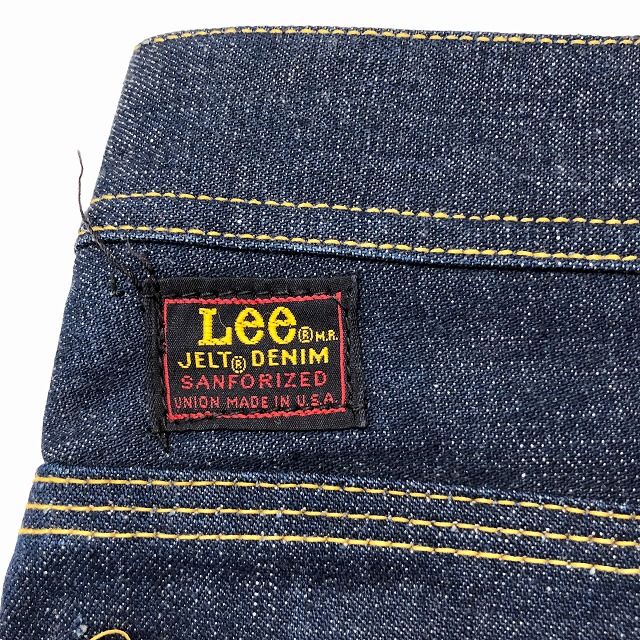 Lee® M.R.
JELT® DENIM
SANFORIZED
UNION MADE IN U.S.A.